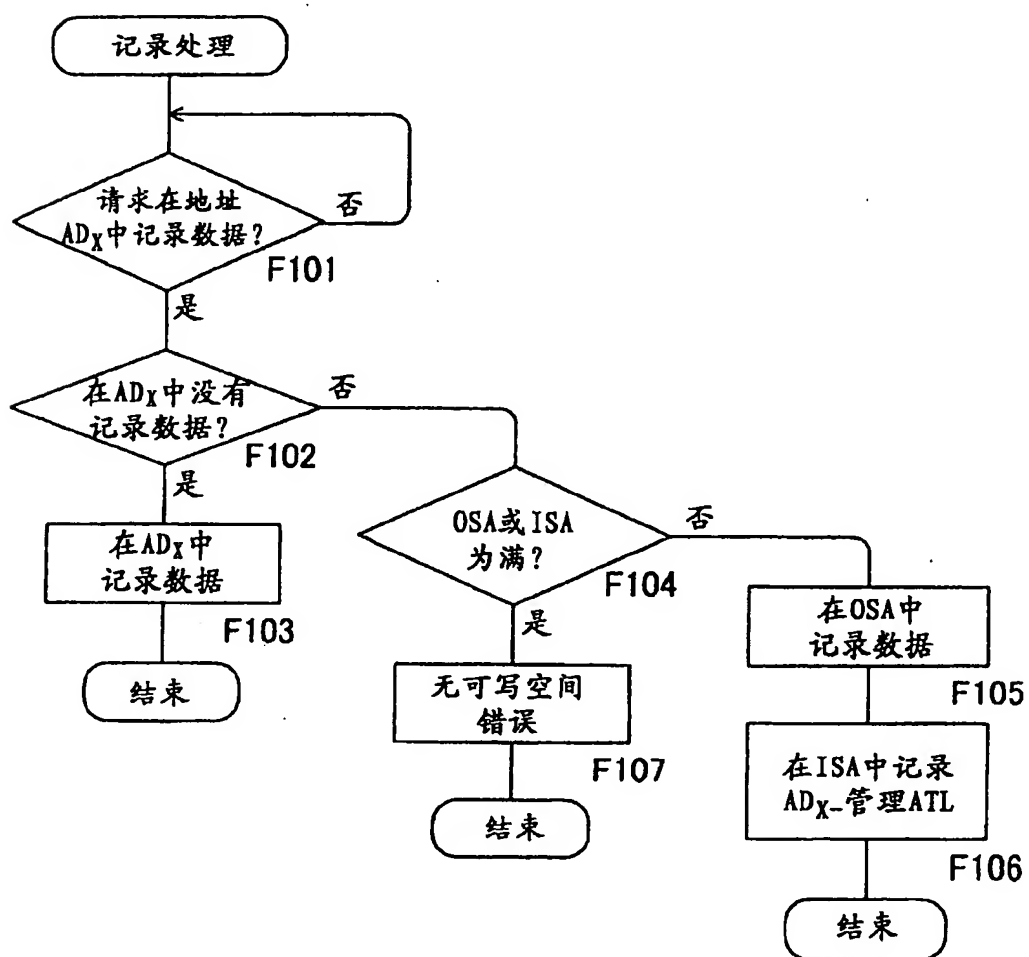 记录处理
请求在地址
ADX中记录数据?
否
F101
是
在ADX中没有
记录数据?
否
F102
是
在ADX中
记录数据
F103
结束
OSA或ISA
为满?
否
F104
是
无可写空间
错误
F107
结束
在OSA中
记录数据
F105
在ISA中记录
ADX-管理ATL
F106
结束